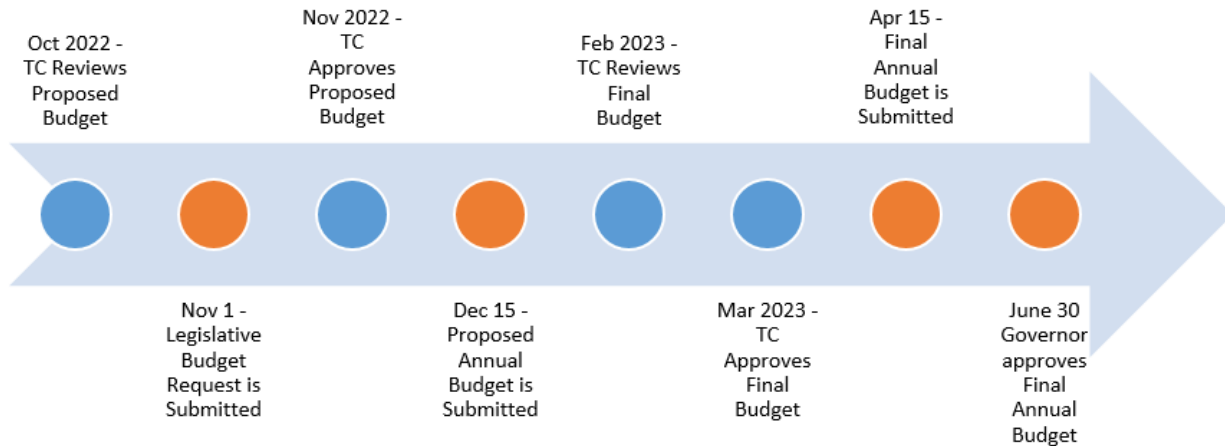 Oct 2022 -
TC Reviews
Proposed
Budget
Nov 1 -
Legislative
Budget
Request is
Submitted
Nov 2022 -
TC
Approves
Proposed
Budget
Dec 15 -
Proposed
Annual
Budget is
Submitted
Feb 2023 -
TC Reviews
Final
Budget
Mar 2023 -
TC
Approves
Final
Budget
Apr 15 -
Final
Annual
Budget is
Submitted
June 30
Governor
approves
Final
Annual
Budget